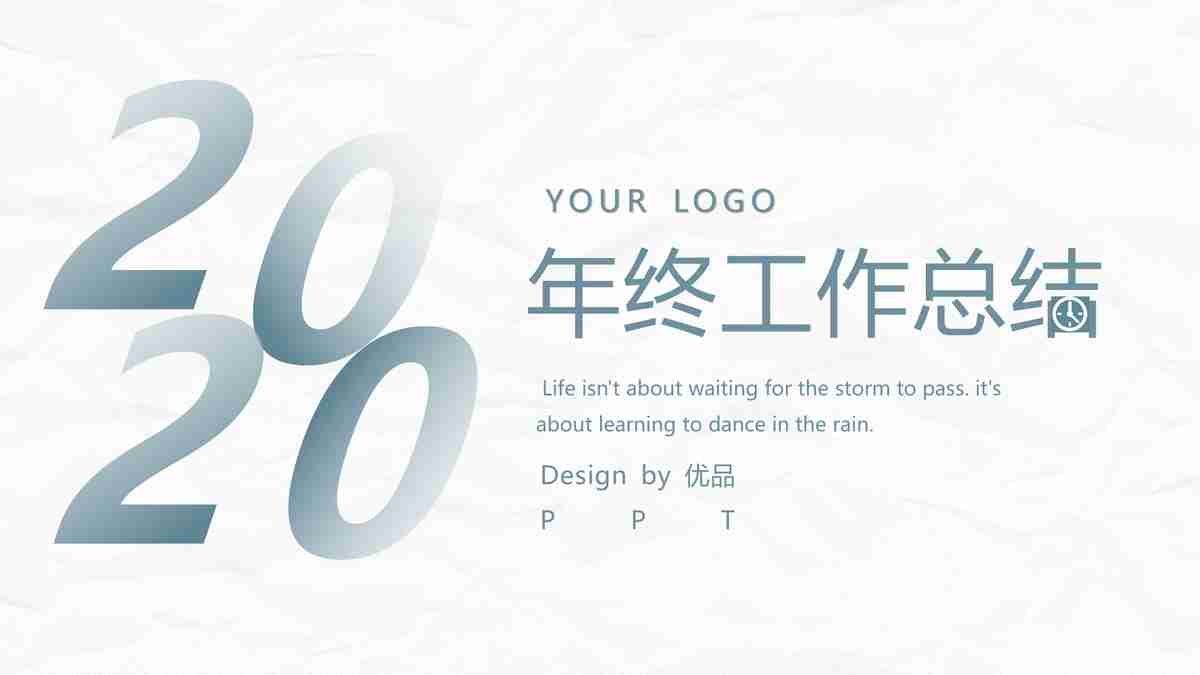 2020
YOUR LOGO
年终工作总结
Life isn't about waiting for the storm to pass. it's
about learning to dance in the rain.
Design by 优品
P P T